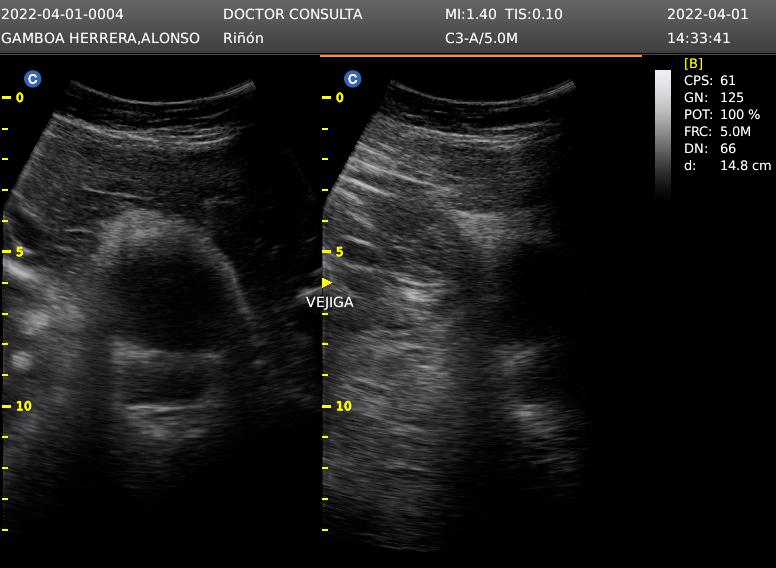 2022-04-01-0004 DOCTOR CONSULTA MI:1.40 TIS:0.10 2022-04-01
GAMBOA HERRERA,ALONSO Riñón C3-A/5.0M 14:33:41
C C [B]
0 0 CPS: 61
GN: 125
POT: 100 %
FRC: 5.0M
DN: 66
d: 14.8 cm
5 5
VEJIGA
10 10